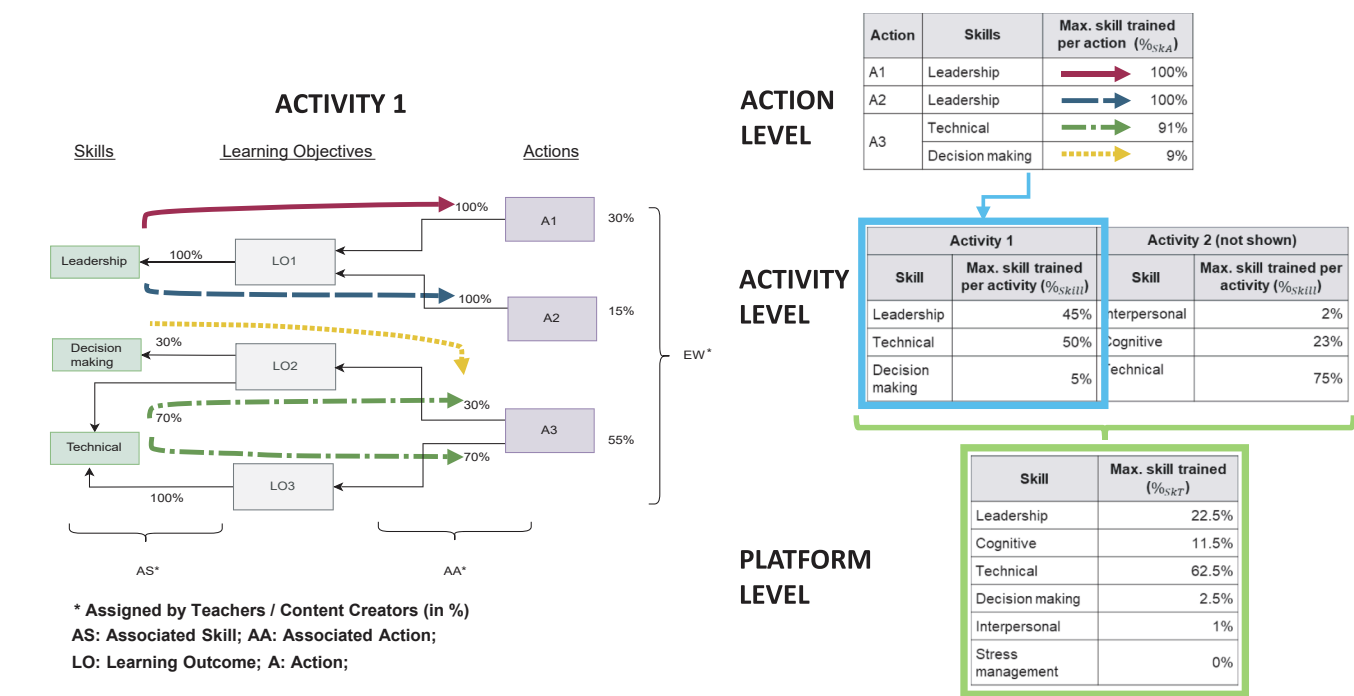 ACTIVITY 1
Skills
Learning Objectives
Actions
100%
A1
30%
Leadership
100%
LO1
100%
A2
15%
Decision
making
30%
LO2
EW*
70%
30%
A3
55%
Technical
70%
LO3
100%
AS*
AA*
* Assigned by Teachers / Content Creators (in %)
AS: Associated Skill; AA: Associated Action;
LO: Learning Outcome; A: Action;
ACTION
LEVEL
Action Skills Max. skill trained
per action (%SkA)
A1 Leadership 100%
A2 Leadership 100%
A3 Technical 91%
Decision making 9%
ACTIVITY
LEVEL
Activity 1 Activity 2 (not shown)
Skill Max. skill trained
per activity (%Skill)
Skill Max. skill trained per
activity (%Skill)
Leadership 45% Interpersonal 2%
Technical 50% Cognitive 23%
Decision
making 5% Technical 75%
PLATFORM
LEVEL
Skill Max. skill trained
(%SkT)
Leadership 22.5%
Cognitive 11.5%
Technical 62.5%
Decision making 2.5%
Interpersonal 1%
Stress
management 0%